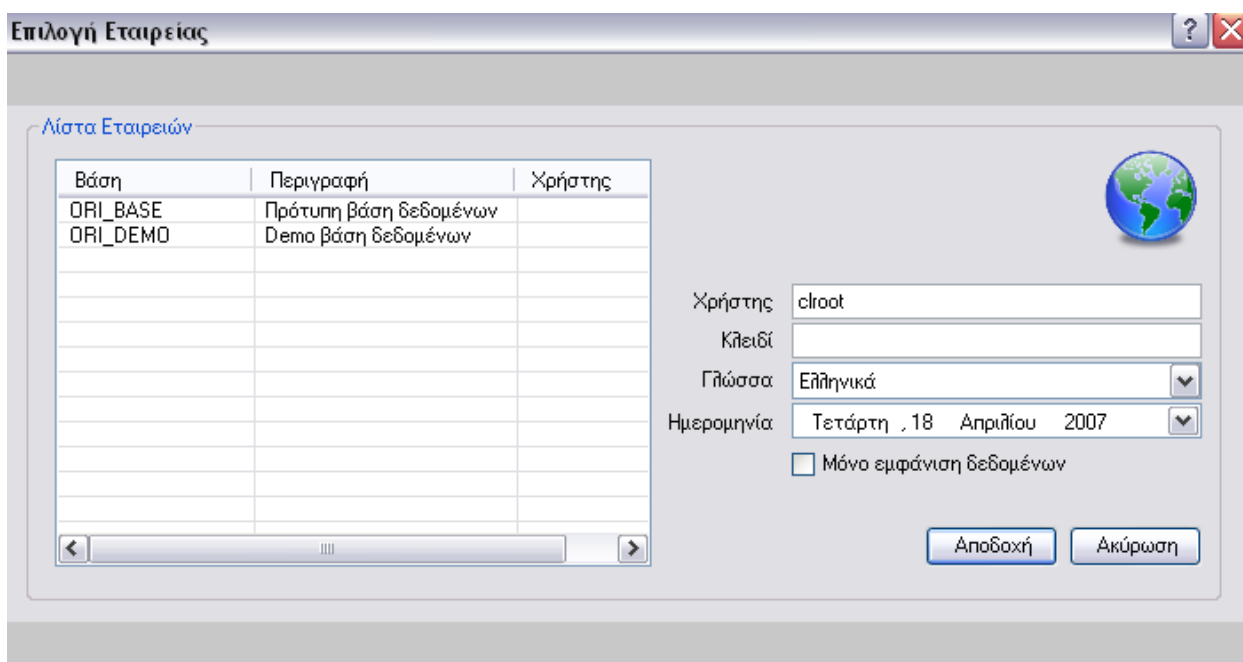 Επιλογή Εταιρείας
Λίστα Εταιρειών
Βάση Περιγραφή Χρήστης
ORI_BASE Πρότυπη βάση δεδομένων
ORI_DEMO Demo βάση δεδομένων
Χρήστης clroot
Κλειδί
Γλώσσα Ελληνικά
Ημερομηνία Τετάρτη , 18 Απριλίου 2007
Μόνο εμφάνιση δεδομένων
Αποδοχή Ακύρωση